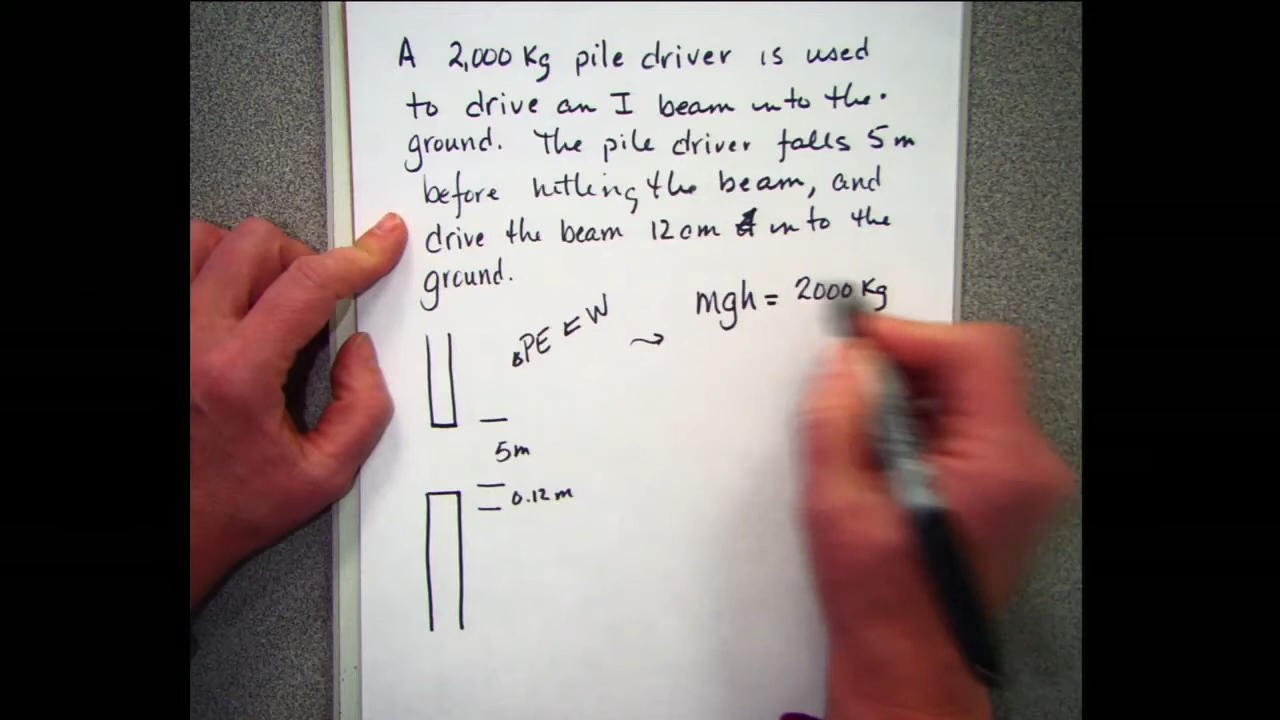 A 2,000 Kg pile driver is used
to drive an I beam into the.
ground. The pile driver falls 5 m
before hitting the beam, and
drive the beam 12 cm into the
ground.
mgh = 2000 Kg
ΔPE = W
5m
0.12 m